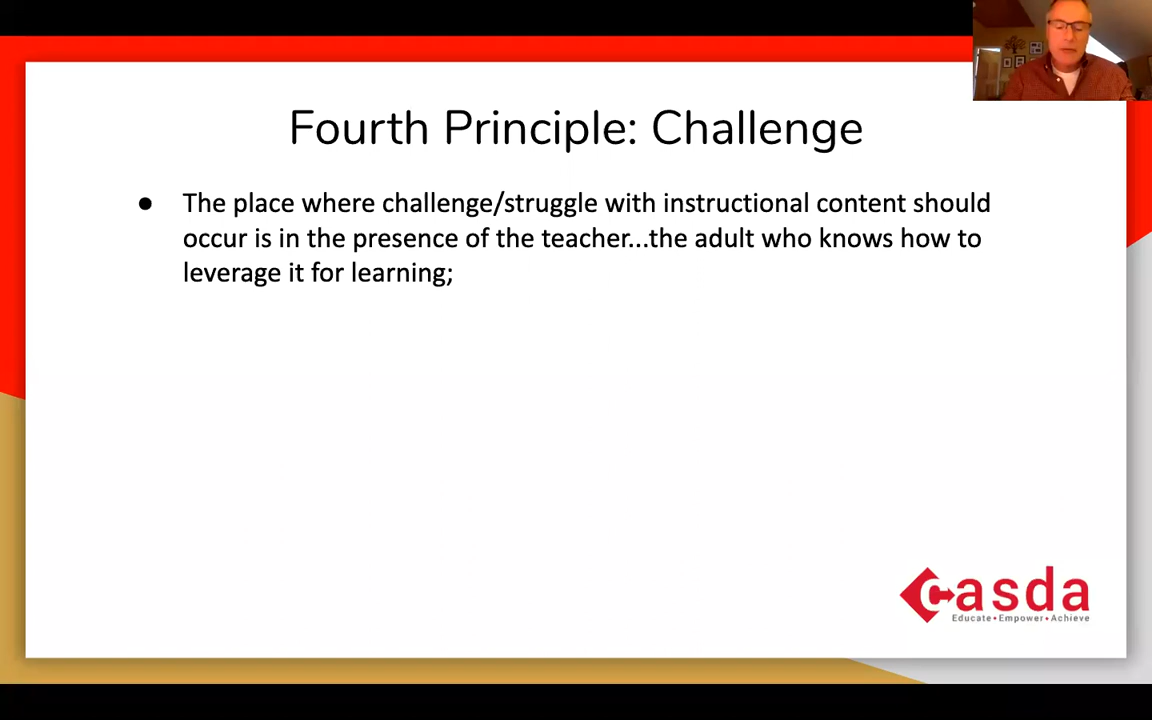 Fourth Principle: Challenge
● The place where challenge/struggle with instructional content should
occur is in the presence of the teacher...the adult who knows how to
leverage it for learning;
casda
Educate•Empower•Achieve